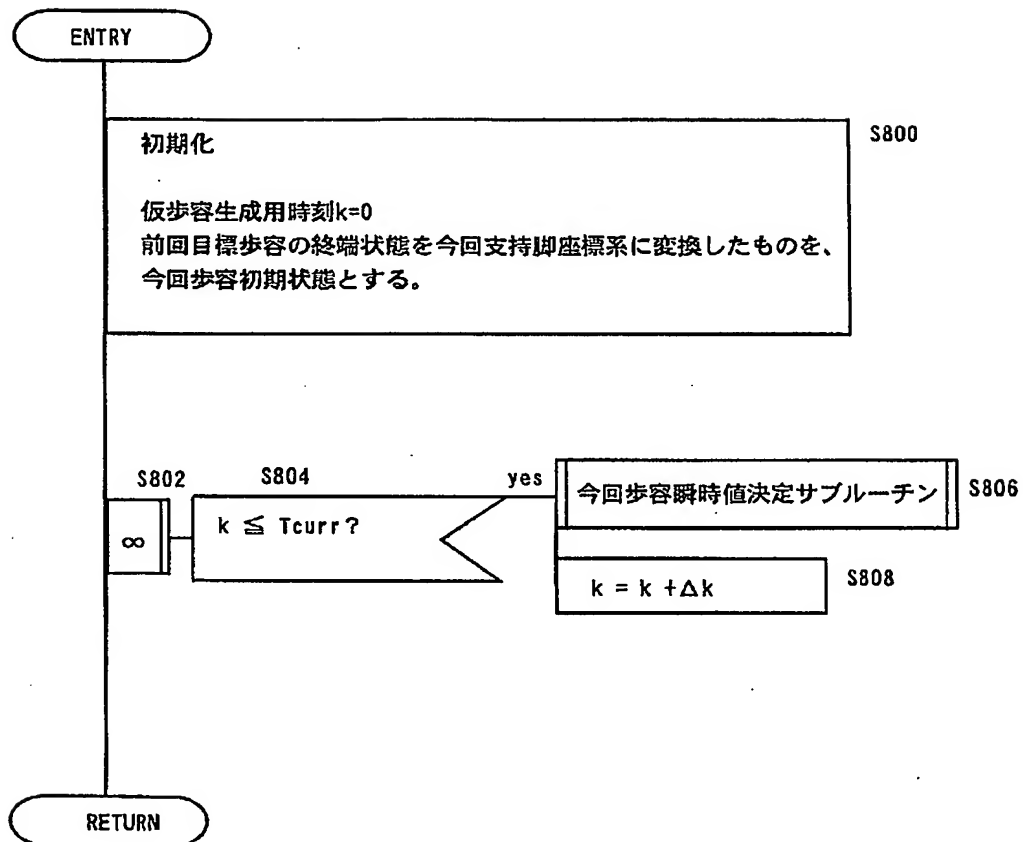 ENTRY
初期化
S800
仮歩容生成用時刻k=0
前回目標歩容の終端状態を今回支持脚座標系に変換したものを、
今回歩容初期状態とする。
S802
S804
yes
今回歩容瞬時値決定サブルーチン
S806
∞
k ≦ Tcurr?
k = k +Δk
S808
RETURN